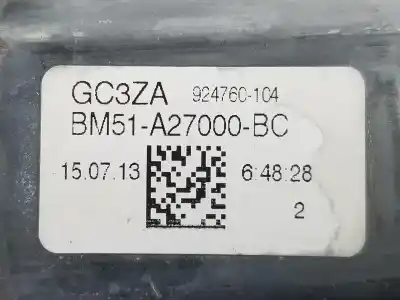 GC3ZA 924760-104
BM51-A27000-BC
15.07.13 6:48:28
2